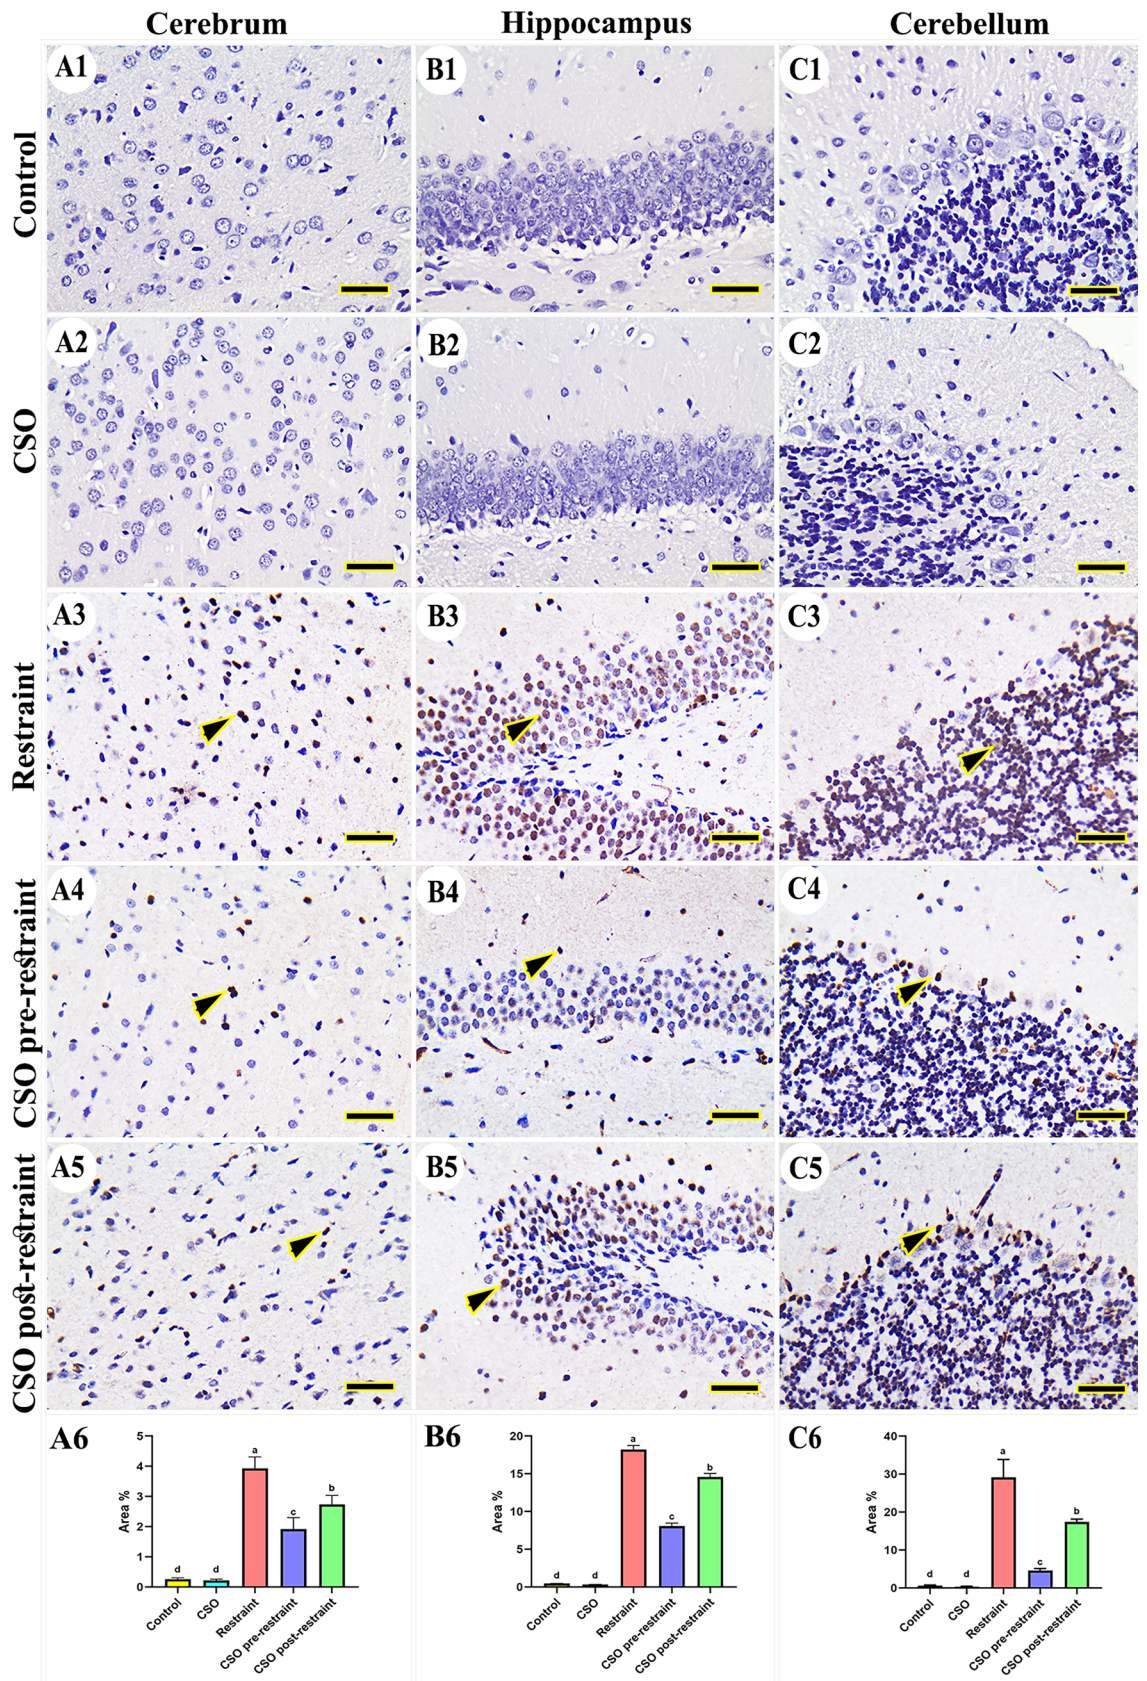 Cerebrum Hippocampus Cerebellum
Control
A1 B1 C1
CSO
A2 B2 C2
Restraint
A3 B3 C3
CSO pre-restraint
A4 B4 C4
CSO post-restraint
A5 B5 C5
A6
Area %
5
4
3
2
1
0
d d a c b
Control CSO Restraint CSO pre-restraint CSO post-restraint
B6
Area %
20
15
10
5
0
d d a c b
Control CSO Restraint CSO pre-restraint CSO post-restraint
C6
Area %
40
30
20
10
0
d d a c b
Control CSO Restraint CSO pre-restraint CSO post-restraint